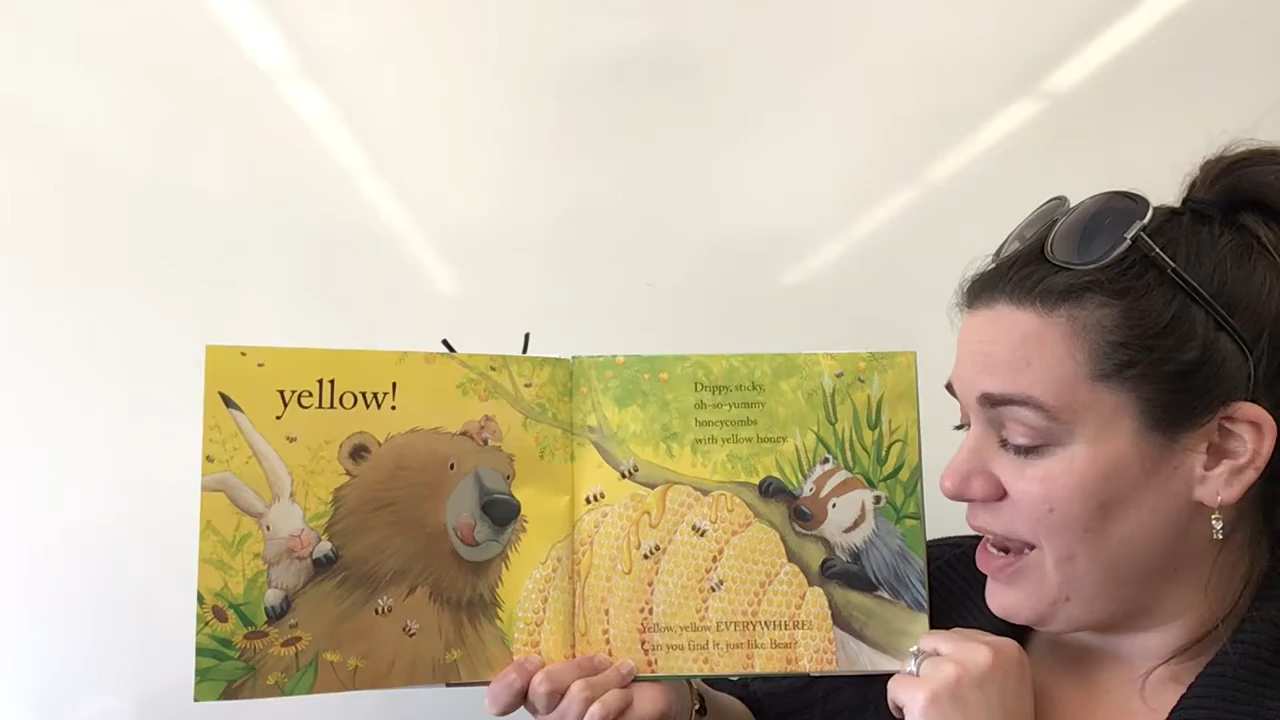 yellow!
Drippy, sticky,
oh-so-yummy
honeycombs
with yellow honey.
Yellow, yellow EVERYWHERE!
Can you find it, just like Bear?